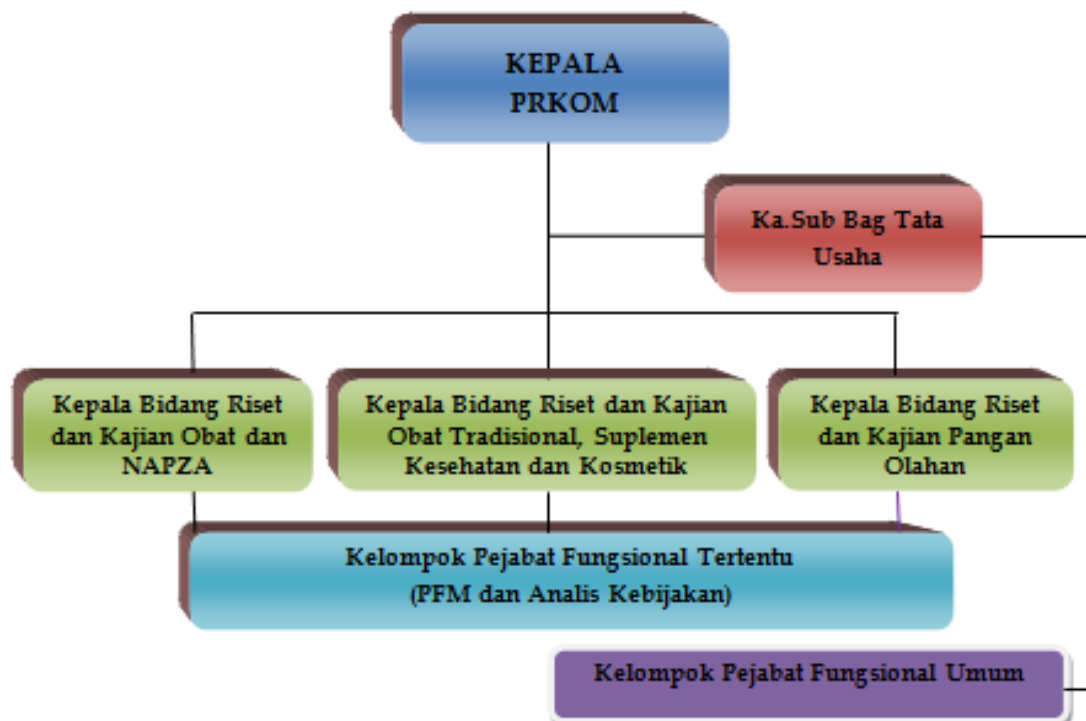 KEPALA
PRKOM
Ka.Sub Bag Tata
Usaha
Kepala Bidang Riset
dan Kajian Obat dan
NAPZA
Kepala Bidang Riset dan Kajian
Obat Tradisional, Suplemen
Kesehatan dan Kosmetik
Kepala Bidang Riset
dan Kajian Pangan
Olahan
Kelompok Pejabat Fungsional Tertentu
(PFM dan Analis Kebijakan)
Kelompok Pejabat Fungsional Umum